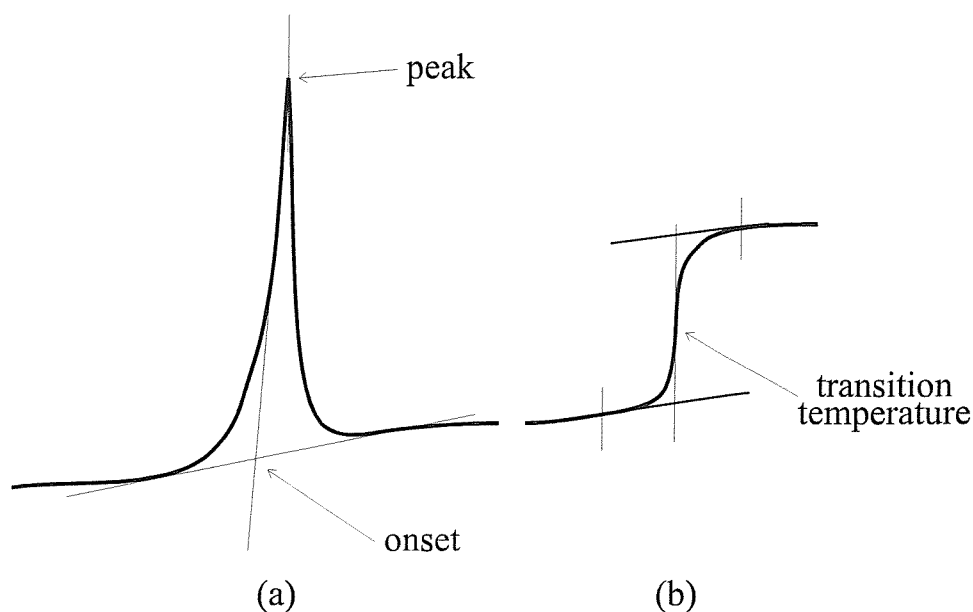 peak
transition
temperature
onset
(a)
(b)